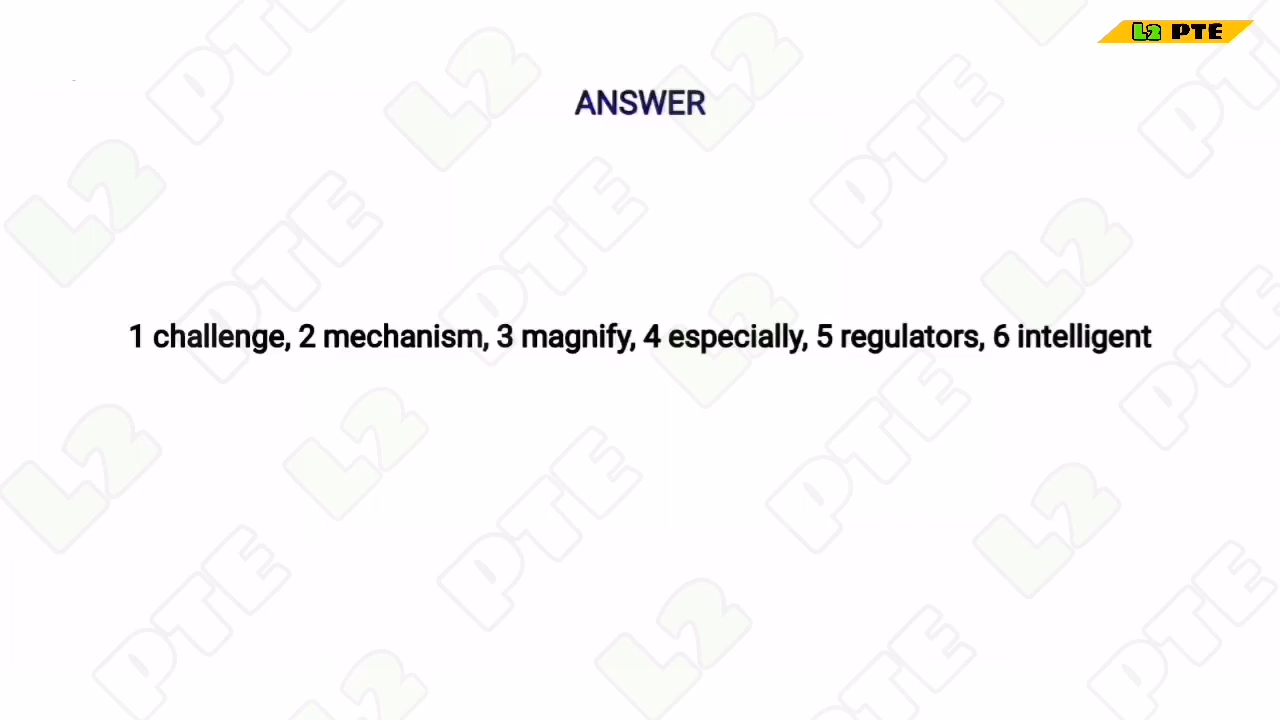 L2 PTE
ANSWER
1 challenge, 2 mechanism, 3 magnify, 4 especially, 5 regulators, 6 intelligent